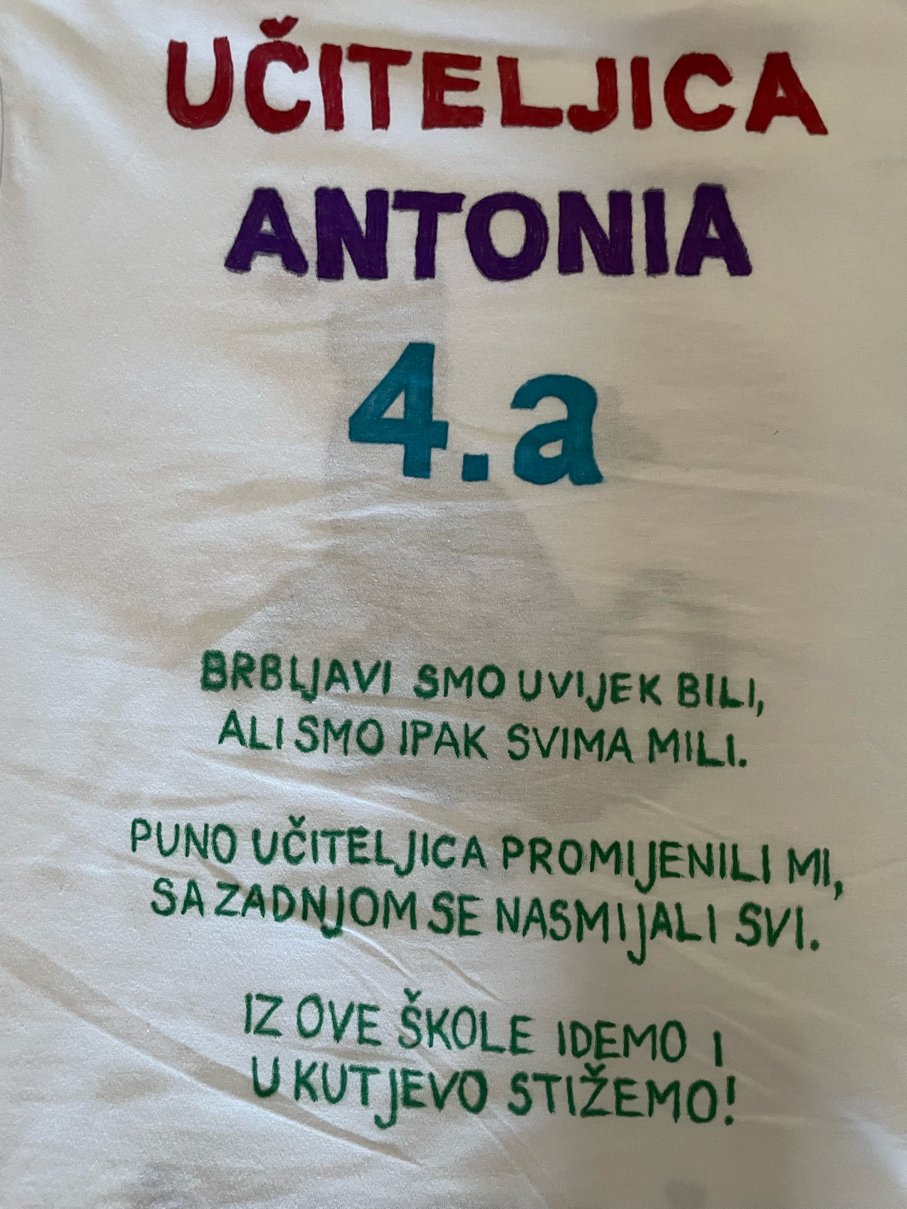 UČITELJICA
ANTONIA
4.a
BRBLJAVI SMO UVIJEK BILI,
ALI SMO IPAK SVIMA MILI.
PUNO UČITELJICA PROMIJENILI MI,
SA ZADNJOM SE NASMIJALI SVI.
IZ OVE ŠKOLE IDEMO I
U KUTJEVO STIŽEMO!